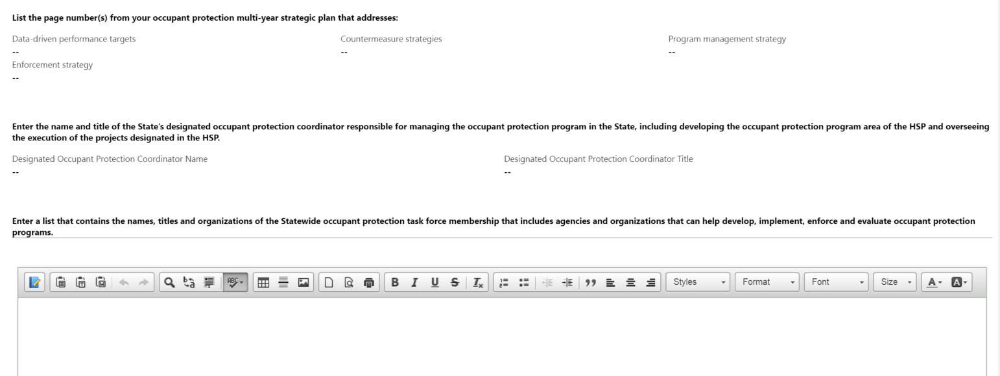 List the page number(s) from your occupant protection multi-year strategic plan that addresses:
Data-driven performance targets Countermeasure strategies Program management strategy
-- -- --
Enforcement strategy
--
Enter the name and title of the State's designated occupant protection coordinator responsible for managing the occupant protection program in the State, including developing the occupant protection program area of the HSP and overseeing
the execution of the projects designated in the HSP.
Designated Occupant Protection Coordinator Name Designated Occupant Protection Coordinator Title
-- --
Enter a list that contains the names, titles and organizations of the Statewide occupant protection task force membership that includes agencies and organizations that can help develop, implement, enforce and evaluate occupant protection
programs.
ABC B I U S Ix Styles Format Font Size A A